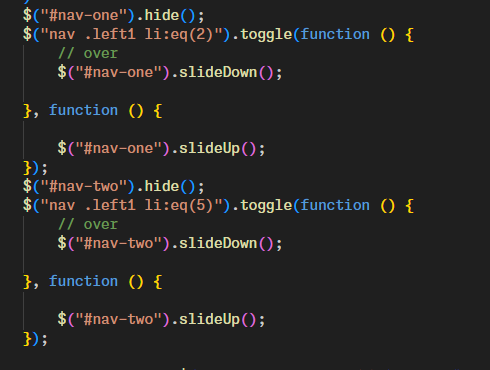 $("#nav-one").hide();
$("nav .left1 li:eq(2)").toggle(function () {
// over
$("#nav-one").slideDown();
}, function () {
$("#nav-one").slideUp();
});
$("#nav-two").hide();
$("nav .left1 li:eq(5)").toggle(function () {
// over
$("#nav-two").slideDown();
}, function () {
$("#nav-two").slideUp();
});